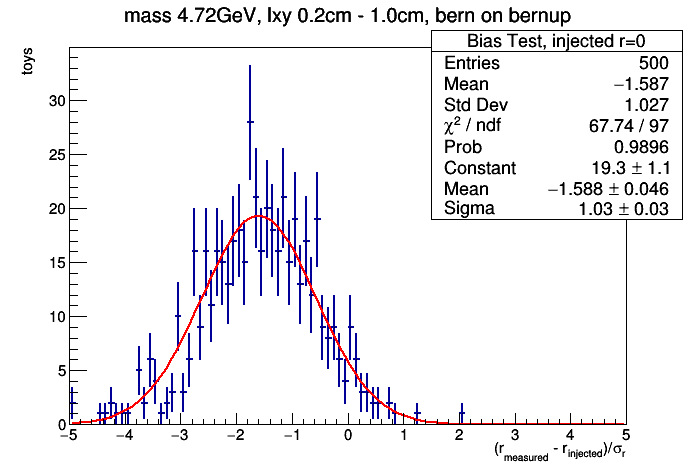 mass 4.72GeV, lxy 0.2cm - 1.0cm, bern on bernup
Bias Test, injected r=0
Entries 500
Mean −1.587
Std Dev 1.027
χ² / ndf 67.74 / 97
Prob 0.9896
Constant 19.3 ± 1.1
Mean −1.588 ± 0.046
Sigma 1.03 ± 0.03
toys
30
25
20
15
10
5
0
−5 −4 −3 −2 −1 0 1 2 3 4 5
(r_measured - r_injected)/σ_r